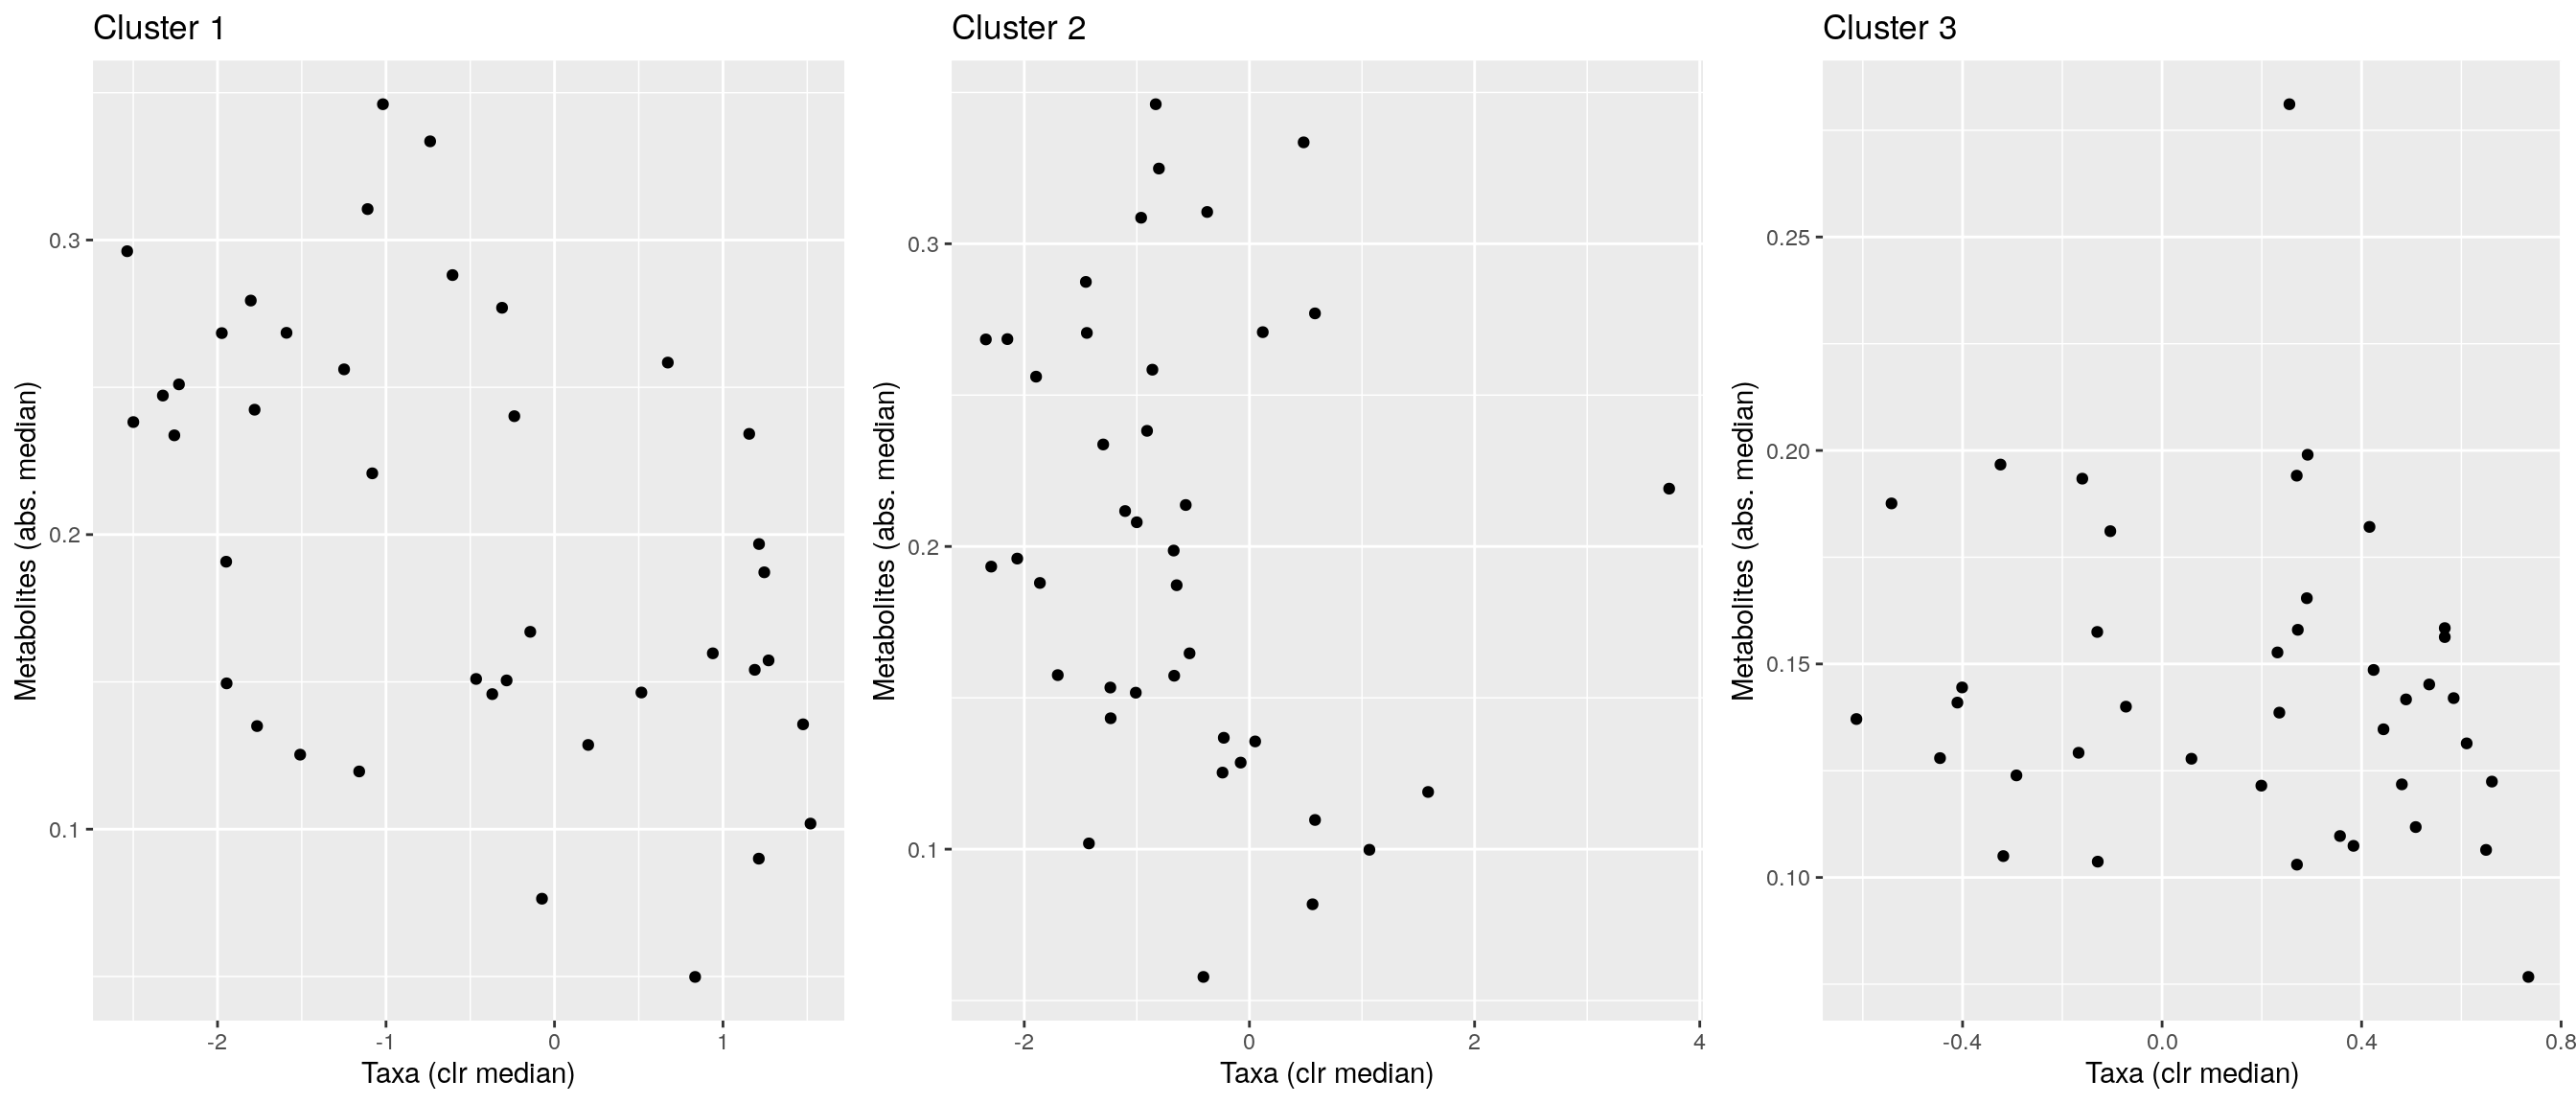 Cluster 1
Metabolites (abs. median)
0.3
0.2
0.1
-2
-1
0
1
Taxa (clr median)
Cluster 2
Metabolites (abs. median)
0.3
0.2
0.1
-2
0
2
4
Taxa (clr median)
Cluster 3
Metabolites (abs. median)
0.25
0.20
0.15
0.10
-0.4
0.0
0.4
0.8
Taxa (clr median)